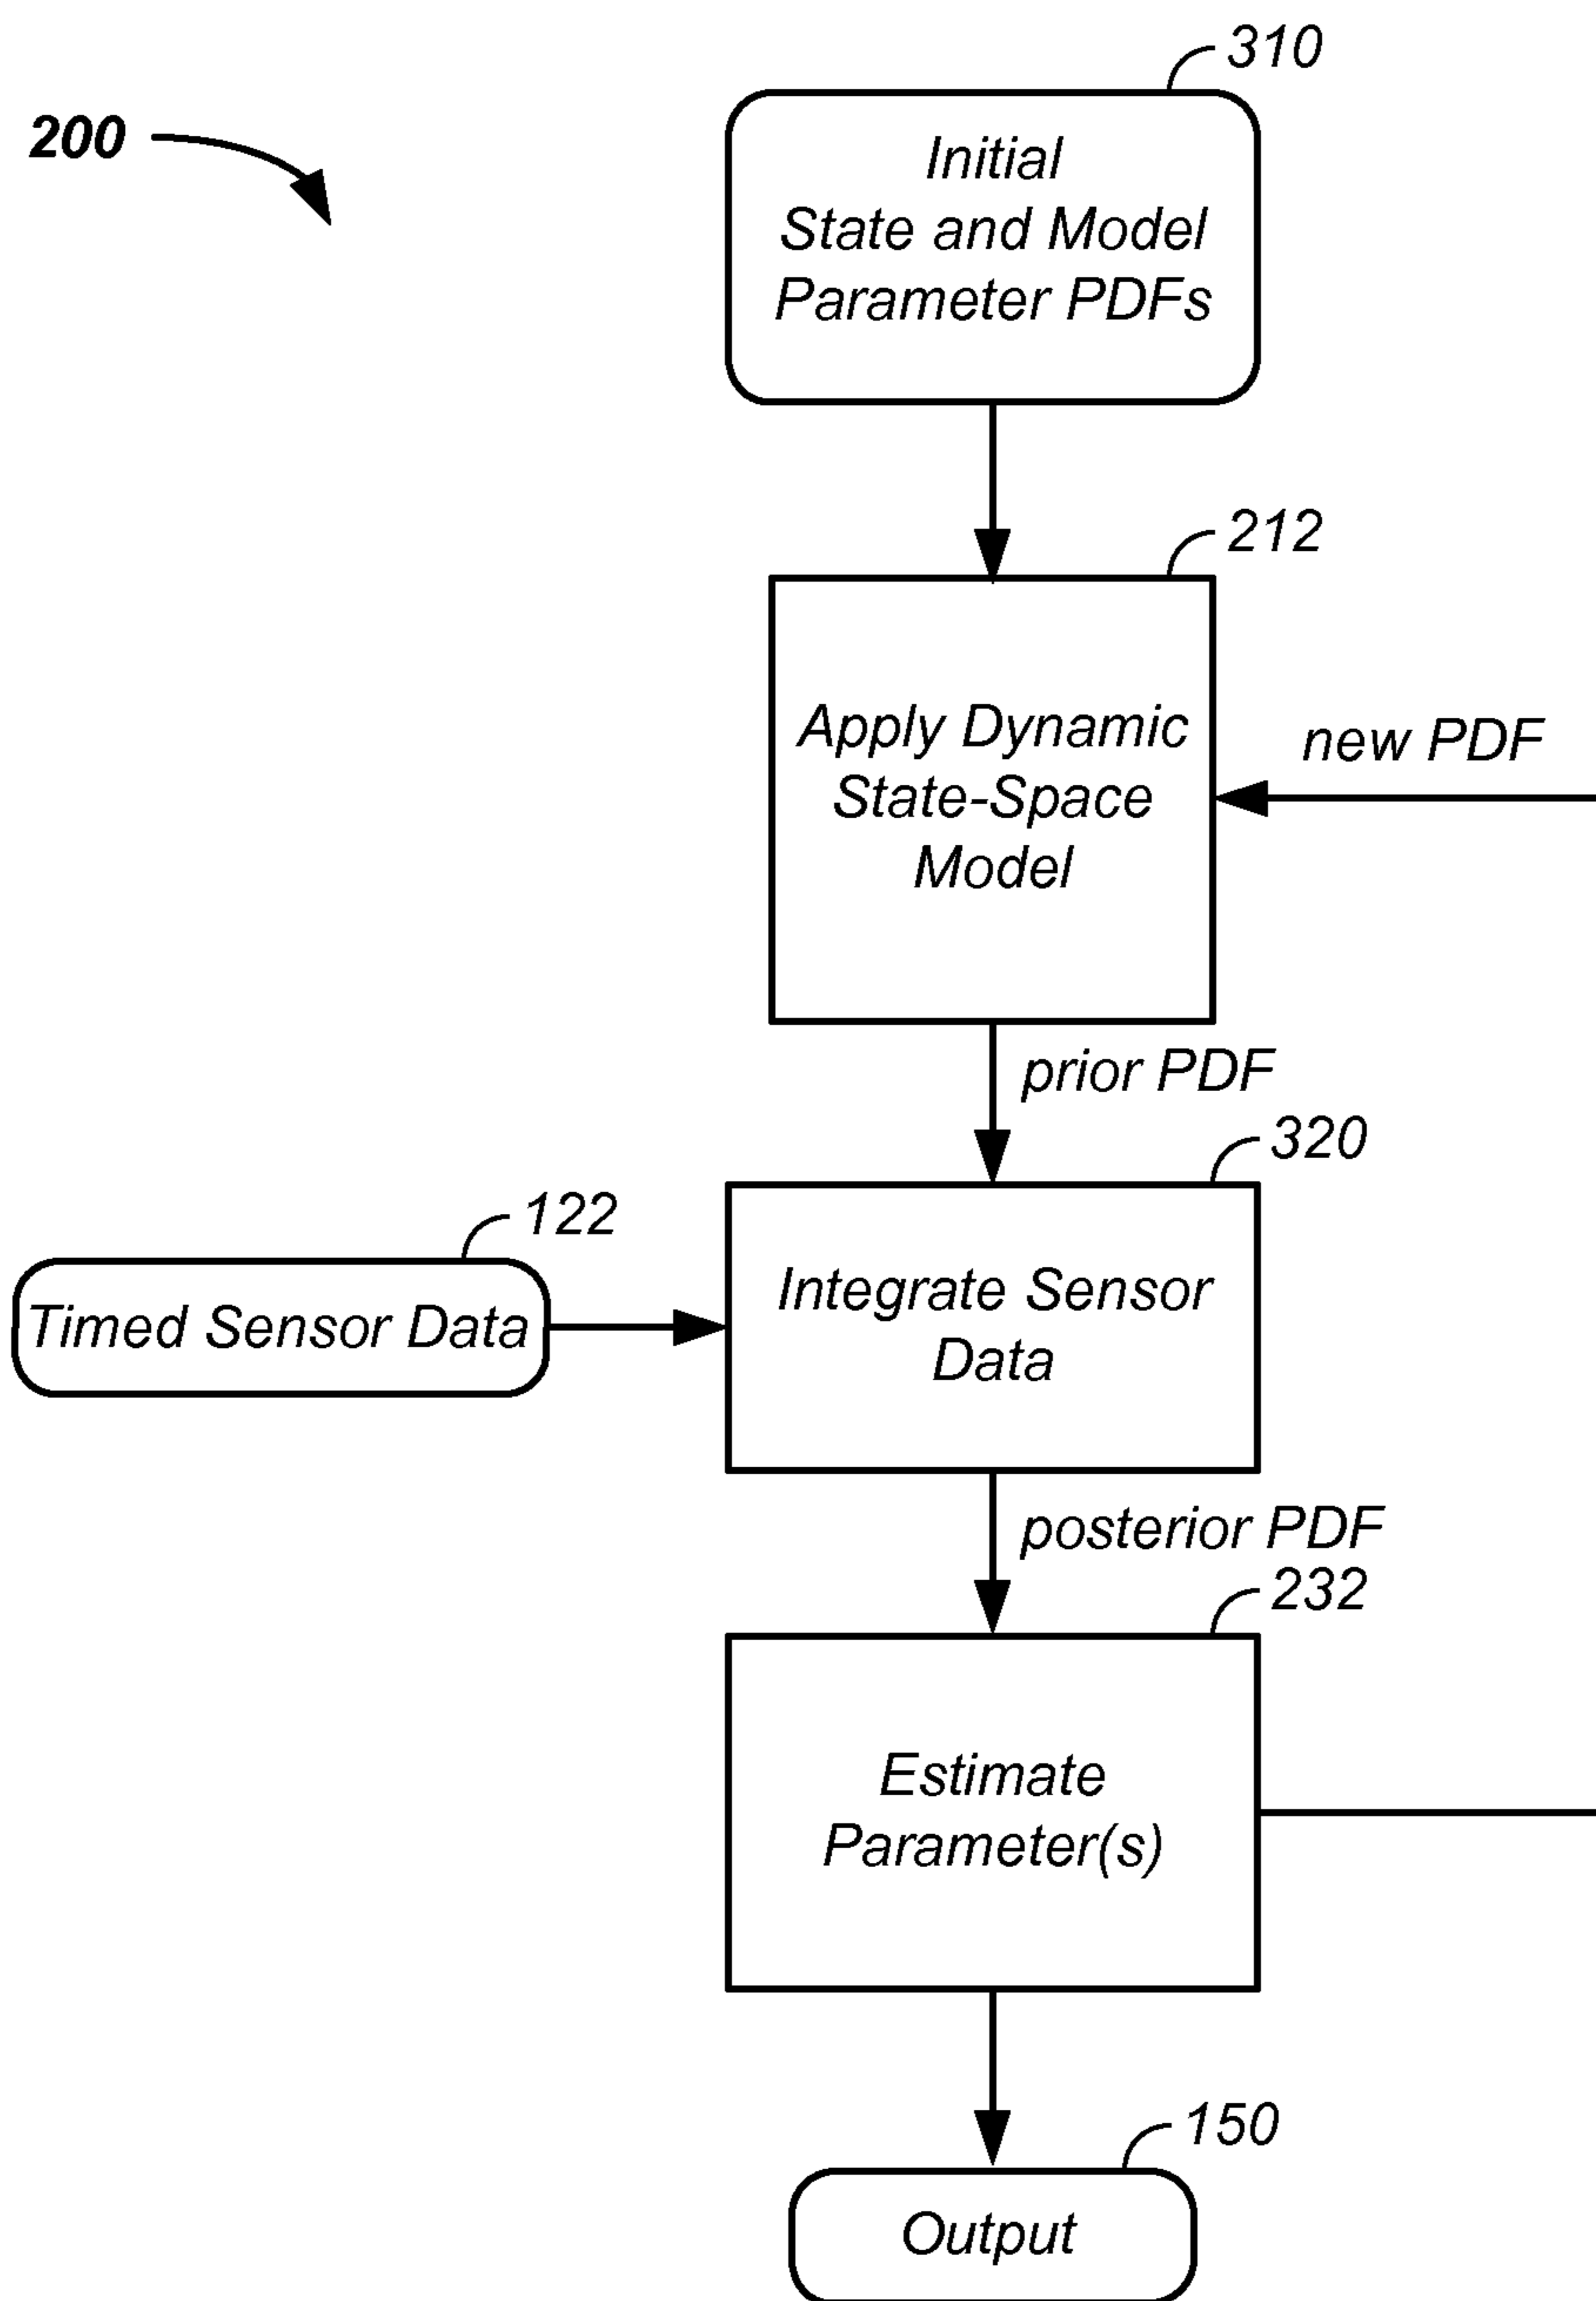 310
200
Initial
State and Model
Parameter PDFs
212
Apply Dynamic
State-Space
Model
new PDF
prior PDF
320
122
Timed Sensor Data
Integrate Sensor
Data
posterior PDF
232
Estimate
Parameter(s)
150
Output